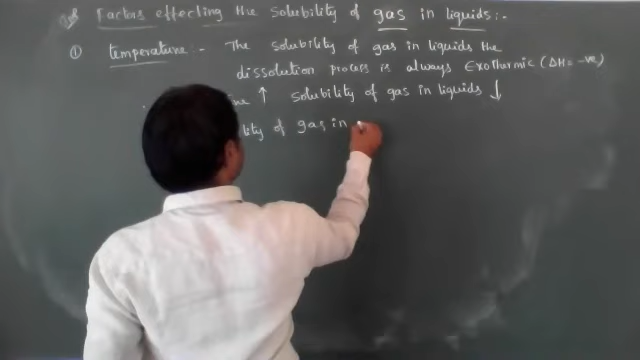 Factors effecting the Solubility of gas in liquids:-
① temperature:- The solubility of gas in liquids the
dissolution process is always Exothermic (ΔH = -ve)
↑ Solubility of gas in liquids ↓
of gas in